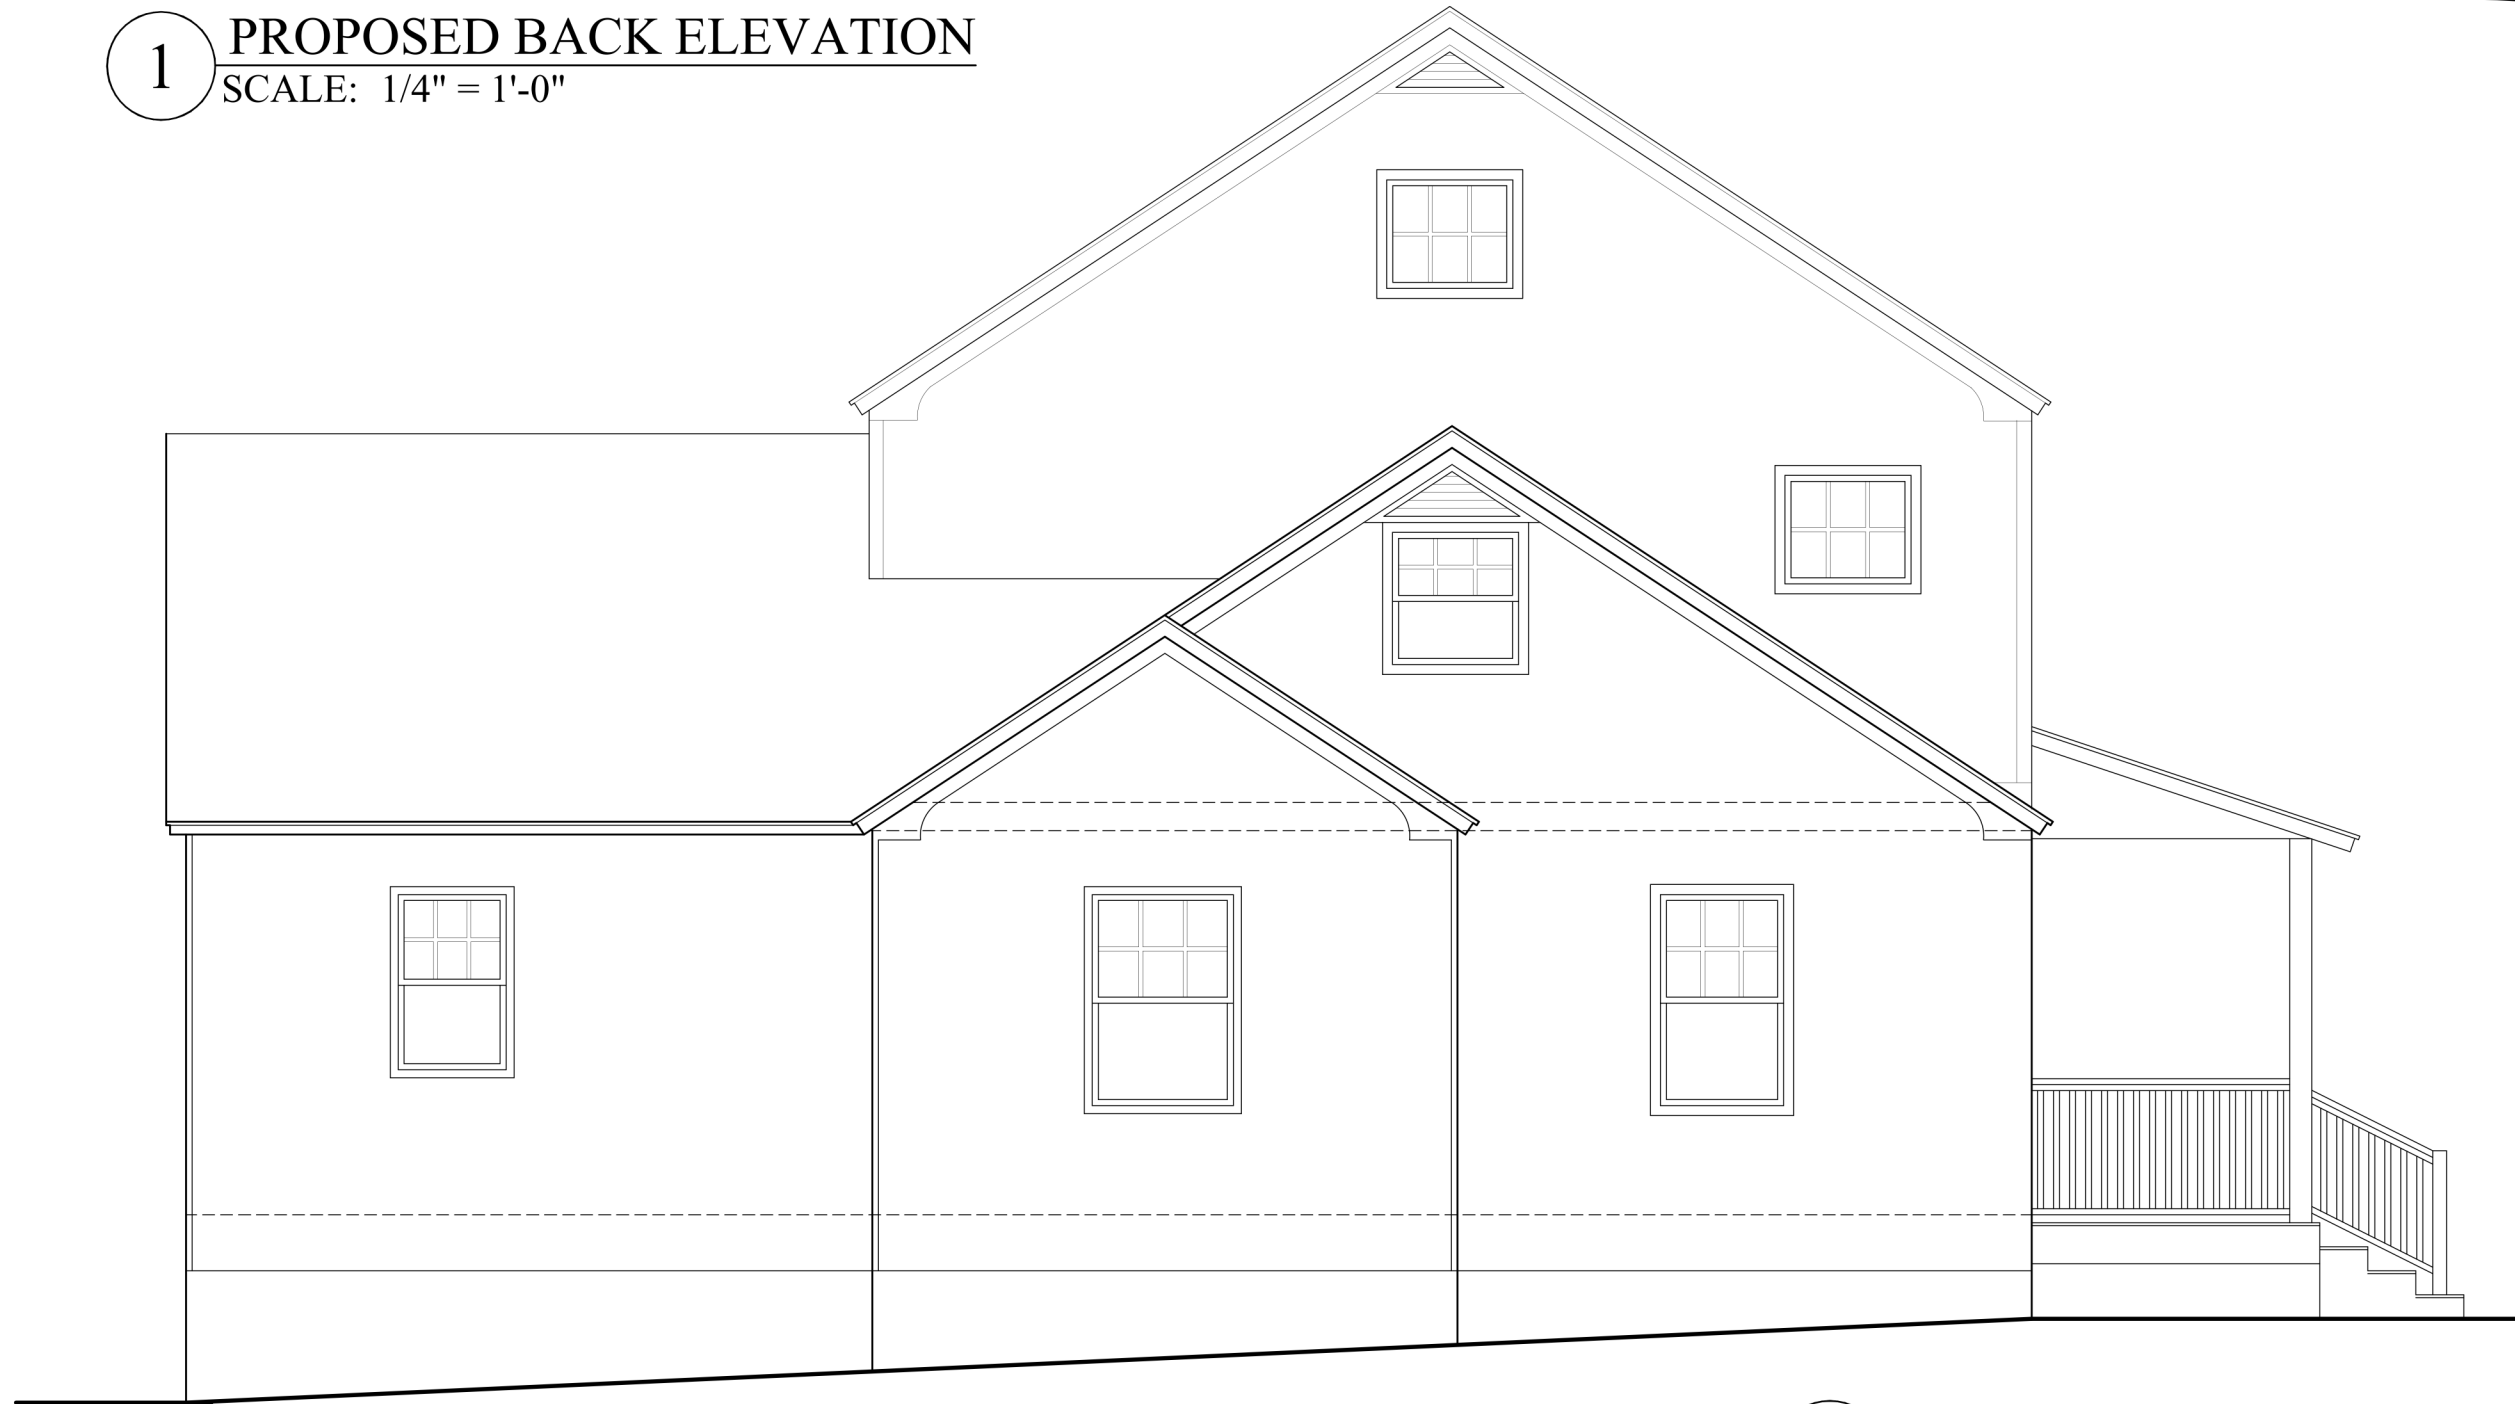 1
PROPOSED BACK ELEVATION
SCALE: 1/4" = 1'-0"